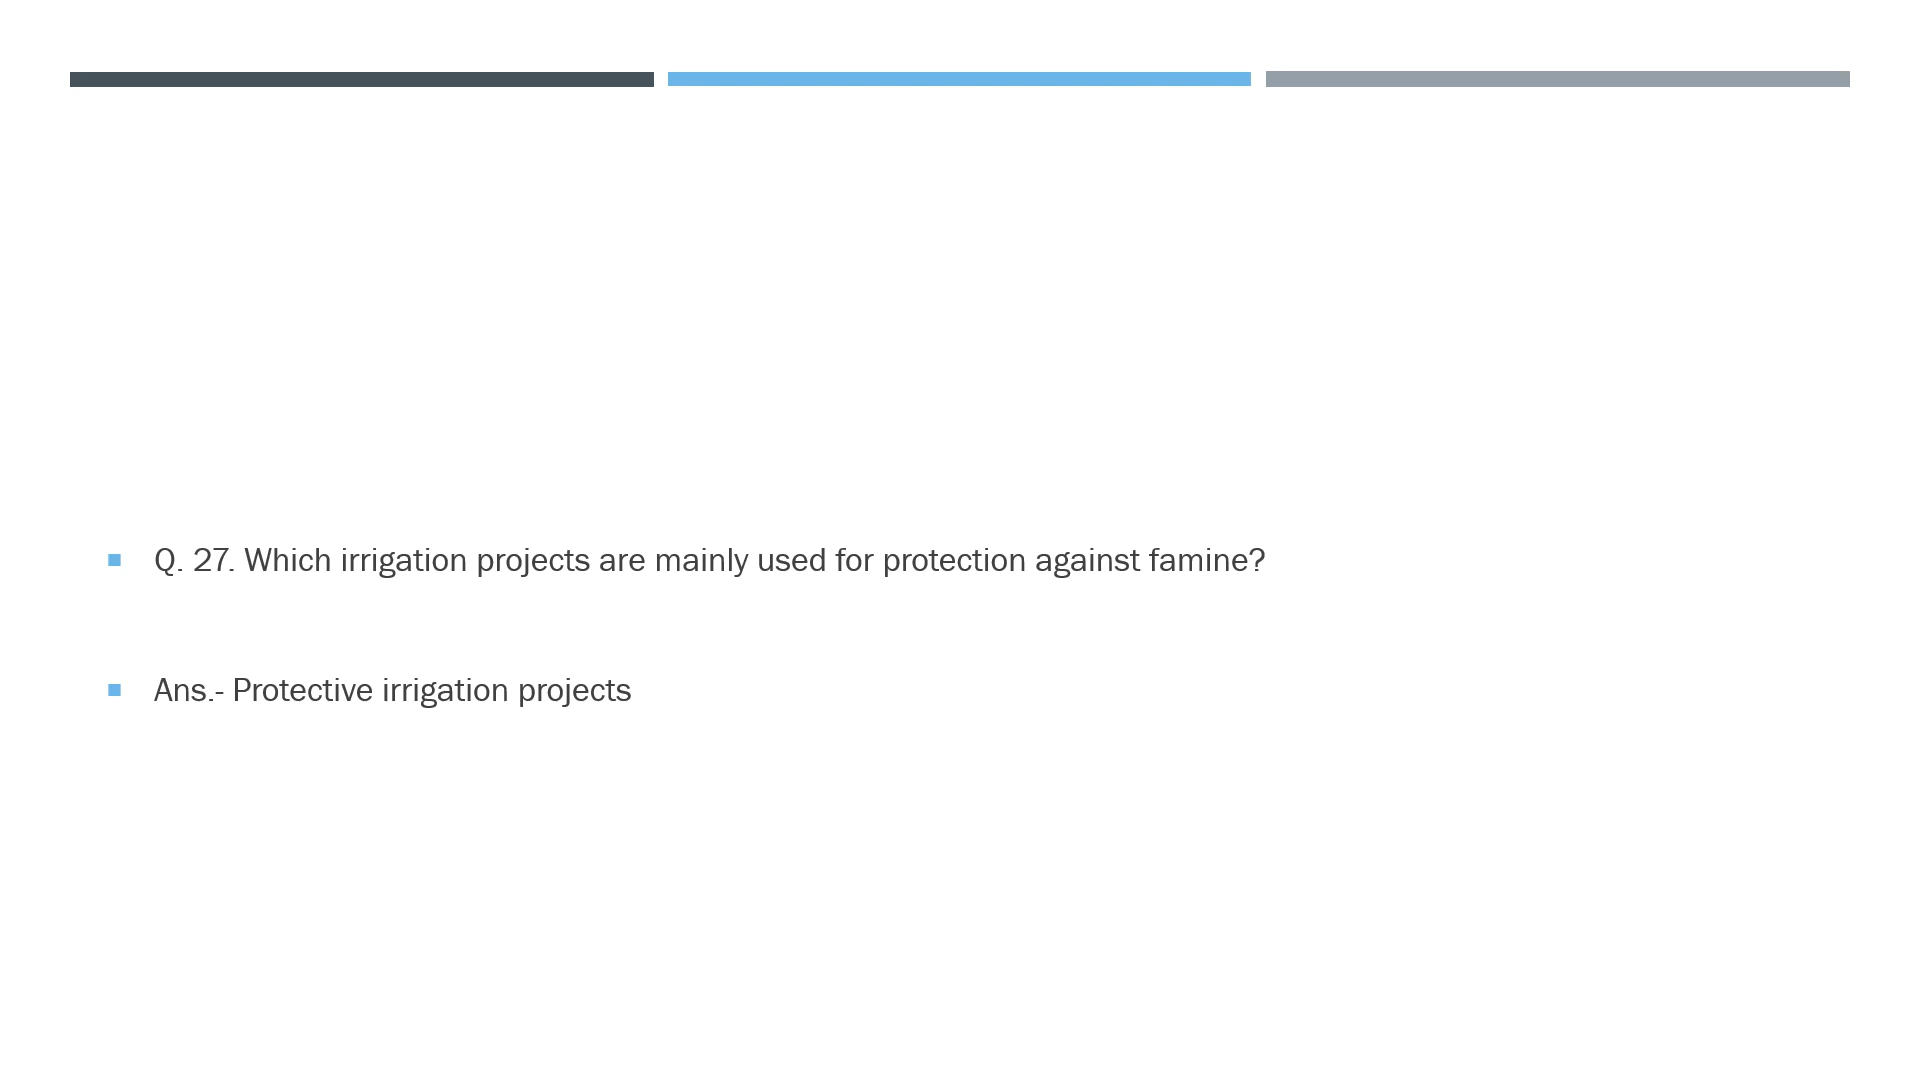 Q. 27. Which irrigation projects are mainly used for protection against famine?
Ans.- Protective irrigation projects